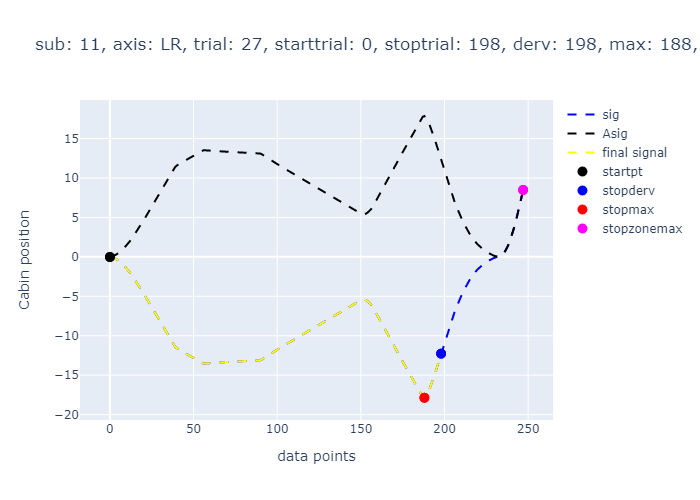 sub: 11, axis: LR, trial: 27, starttrial: 0, stoptrial: 198, derv: 198, max: 188,
sig
Asig
final signal
startpt
stopderv
stopmax
stopzonemax
Cabin position
15
10
5
0
−5
−10
−15
−20
0
50
100
150
200
250
data points